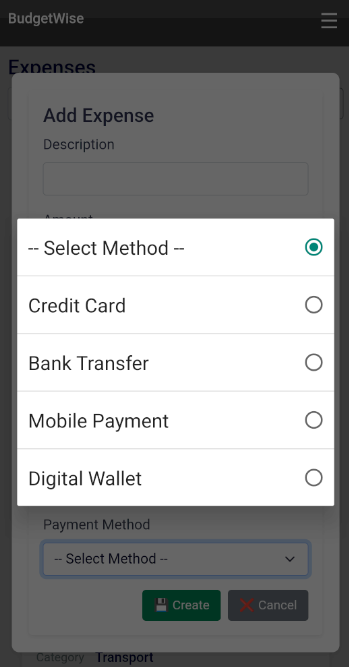 BudgetWise
Expenses
Add Expense
Description
Amount
-- Select Method --
Credit Card
Bank Transfer
Mobile Payment
Digital Wallet
Payment Method
-- Select Method --
Create
Cancel
Category: Transport